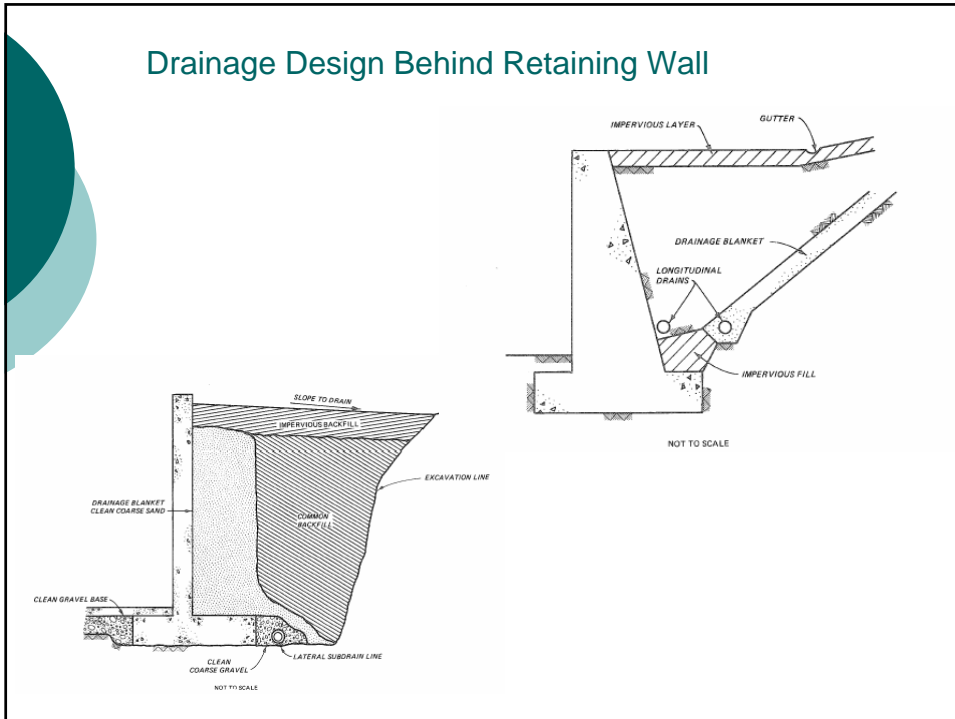 Drainage Design Behind Retaining Wall
IMPERVIOUS LAYER
GUTTER
DRAINAGE BLANKET
LONGITUDINAL
DRAINS
IMPERVIOUS FILL
NOT TO SCALE
SLOPE TO DRAIN
IMPERVIOUS BACKFILL
EXCAVATION LINE
DRAINAGE BLANKET
CLEAN COARSE SAND
COMMON
BACKFILL
CLEAN GRAVEL BASE
LATERAL SUBDRAIN LINE
CLEAN
COARSE GRAVEL
NOT TO SCALE